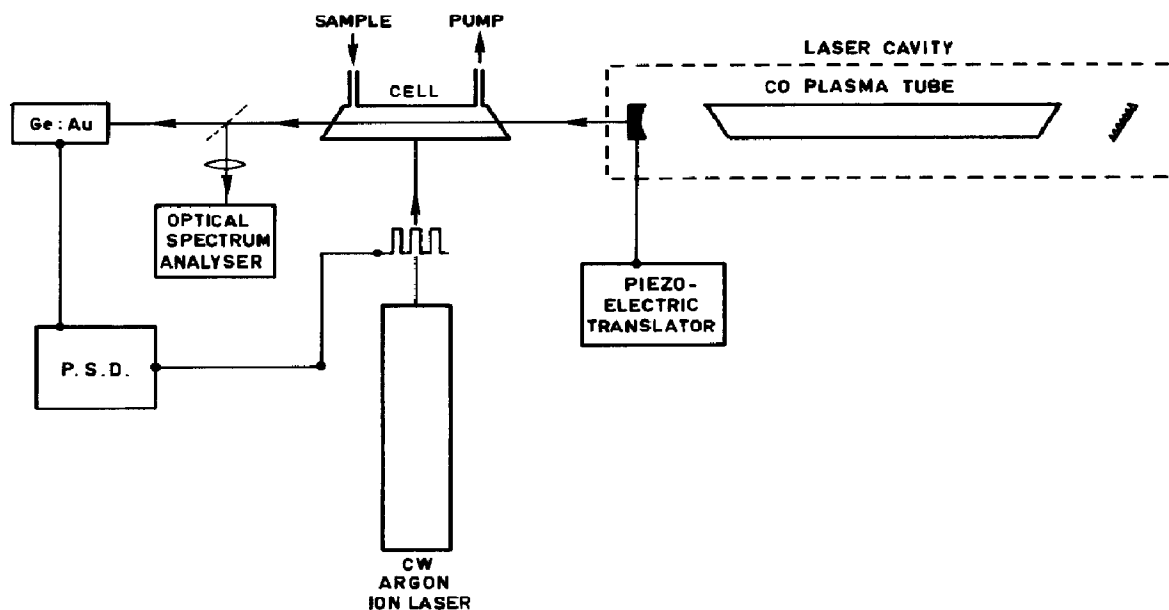 SAMPLE
PUMP
LASER CAVITY
CELL
CO PLASMA TUBE
Ge:Au
OPTICAL
SPECTRUM
ANALYSER
PIEZO-
ELECTRIC
TRANSLATOR
P.S.D.
CW
ARGON
ION LASER